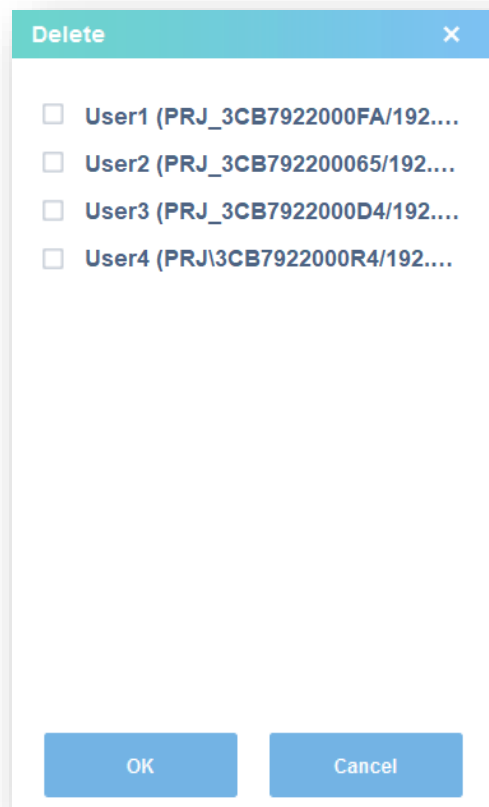 Delete
User1 (PRJ_3CB7922000FA/192....
User2 (PRJ_3CB792200065/192....
User3 (PRJ_3CB7922000D4/192....
User4 (PRJ\3CB7922000R4/192....
OK
Cancel